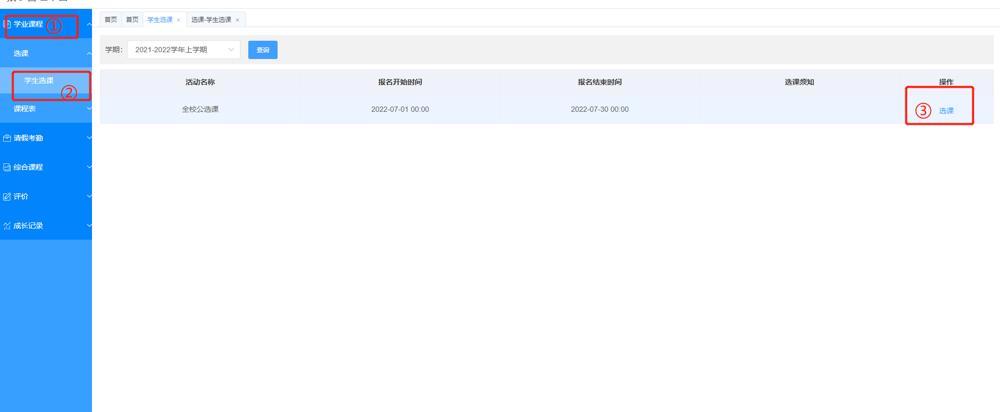 学业课程 ①
选课
学生选课
②
课程表
请假考勤
综合课程
评价
成长记录
首页 首页 学生选课 × 选课-学生选课 ×
学期： 2021-2022学年上学期 查询
活动名称 报名开始时间 报名结束时间 选课须知 操作
全校公选课 2022-07-01 00:00 2022-07-30 00:00 ③ 选课